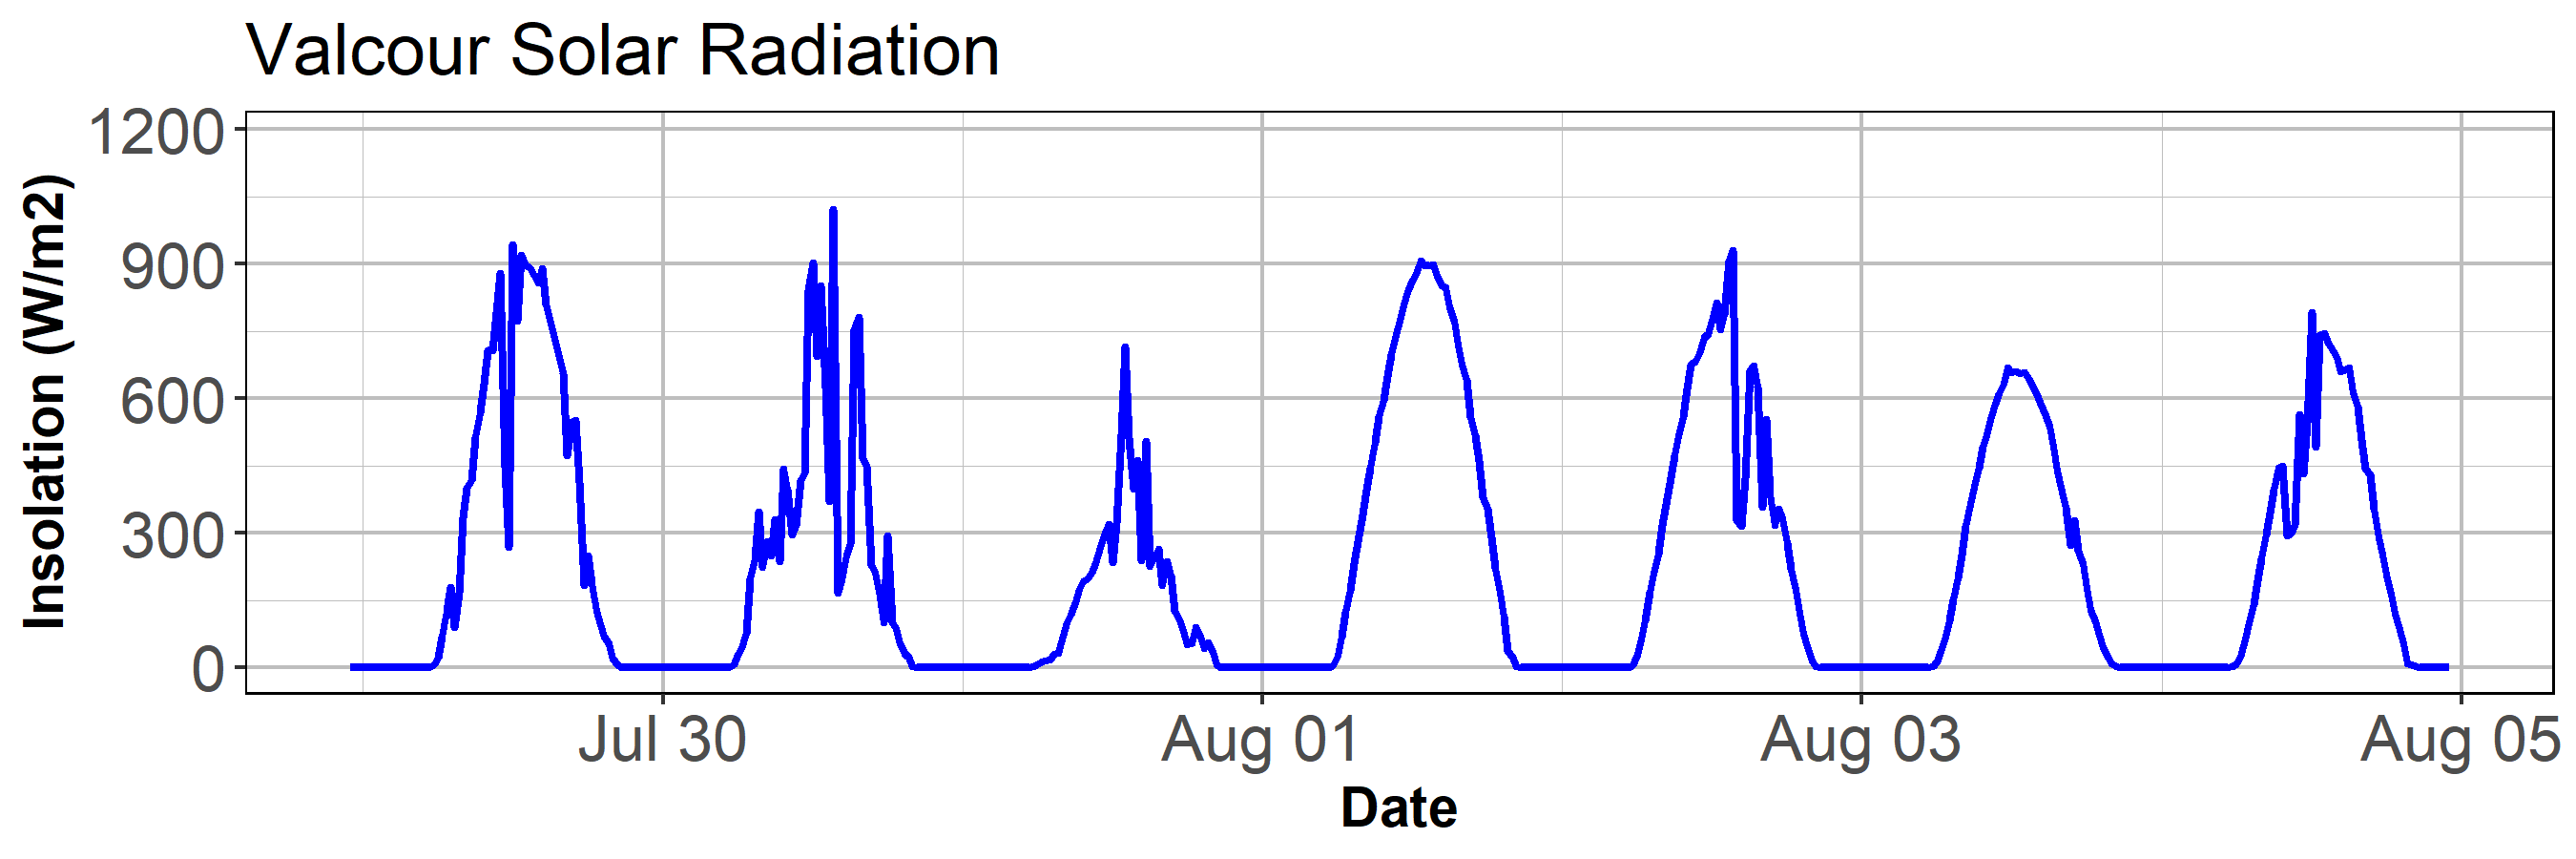 Valcour Solar Radiation
1200
900
600
300
0
Insolation (W/m2)
Jul 30
Aug 01
Aug 03
Aug 05
Date